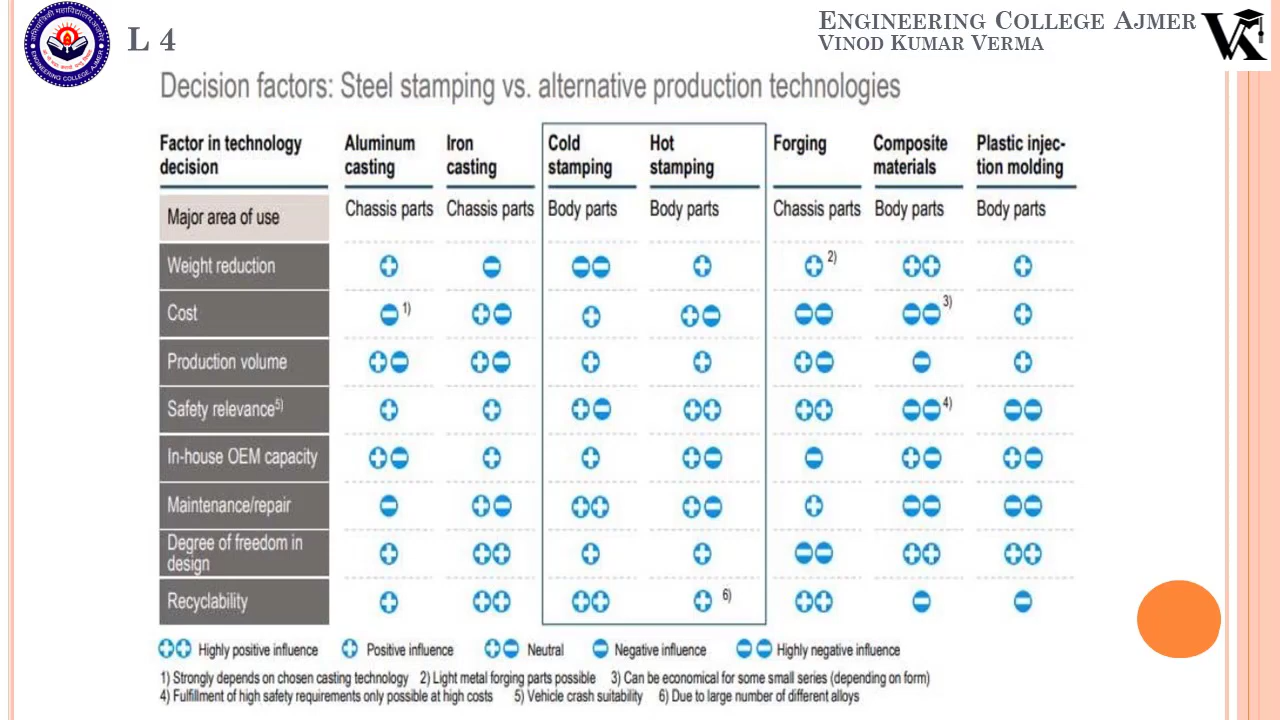 L 4
ENGINEERING COLLEGE AJMER
VINOD KUMAR VERMA
ENGINEERING COLLEGE, AJMER
Decision factors: Steel stamping vs. alternative production technologies
Factor in technology decision
Aluminum casting
Iron casting
Cold stamping
Hot stamping
Forging
Composite materials
Plastic injec-
tion molding
Major area of use Chassis parts Chassis parts Body parts Body parts Chassis parts Body parts Body parts
Weight reduction 2)
Cost 1) 3)
Production volume
Safety relevance5) 4)
In-house OEM capacity
Maintenance/repair
Degree of freedom in
design
Recyclability 6)
Highly positive influence Positive influence Neutral Negative influence Highly negative influence
1) Strongly depends on chosen casting technology 2) Light metal forging parts possible 3) Can be economical for some small series (depending on form)
4) Fulfillment of high safety requirements only possible at high costs 5) Vehicle crash suitability 6) Due to large number of different alloys